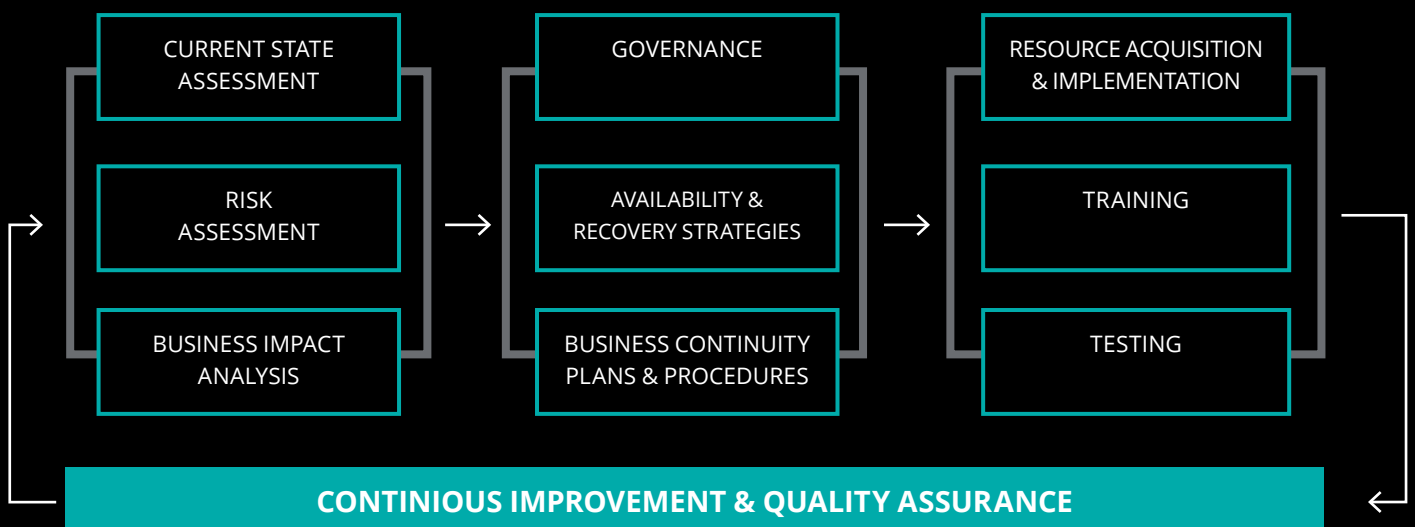 CURRENT STATE
ASSESSMENT
RISK
ASSESSMENT
BUSINESS IMPACT
ANALYSIS
GOVERNANCE
AVAILABILITY &
RECOVERY STRATEGIES
BUSINESS CONTINUITY
PLANS & PROCEDURES
RESOURCE ACQUISITION
& IMPLEMENTATION
TRAINING
TESTING
CONTINIOUS IMPROVEMENT & QUALITY ASSURANCE